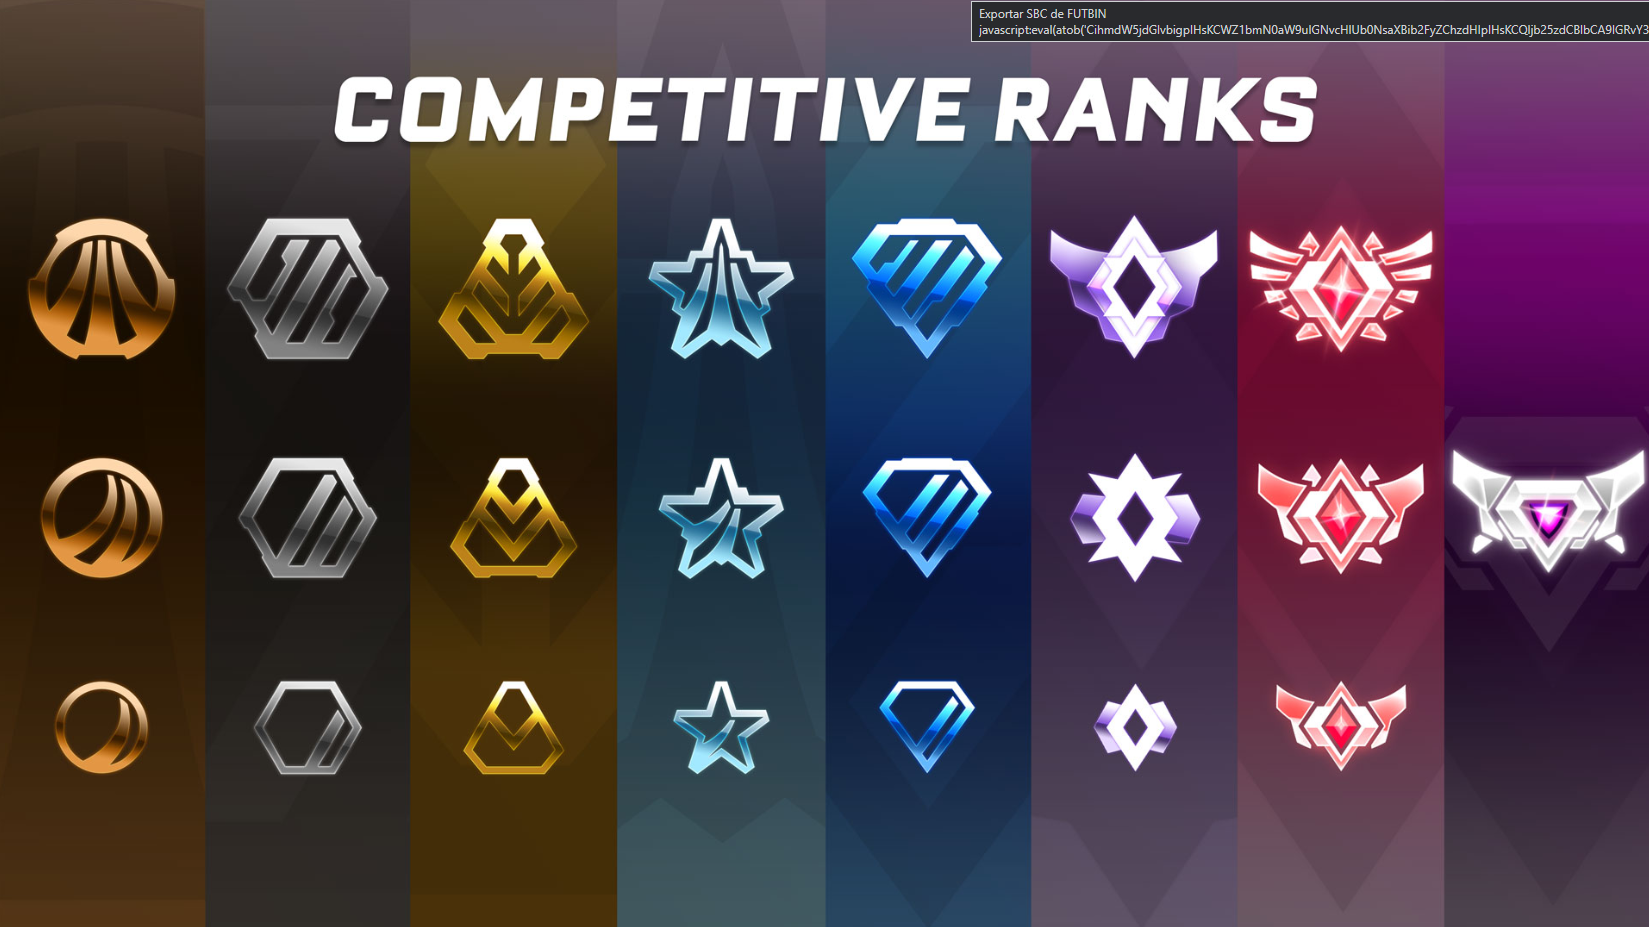 Exportar SBC de FUTBIN
javascript:eval(atob('CihmdW5jdGlvbigpIHsKCWZ1bmN0aW9uIGNvcHlUb0NsaXBib2FyZChzdHIpIHsKCQljb25zdCBlbCA9IGRvY3
COMPETITIVE RANKS